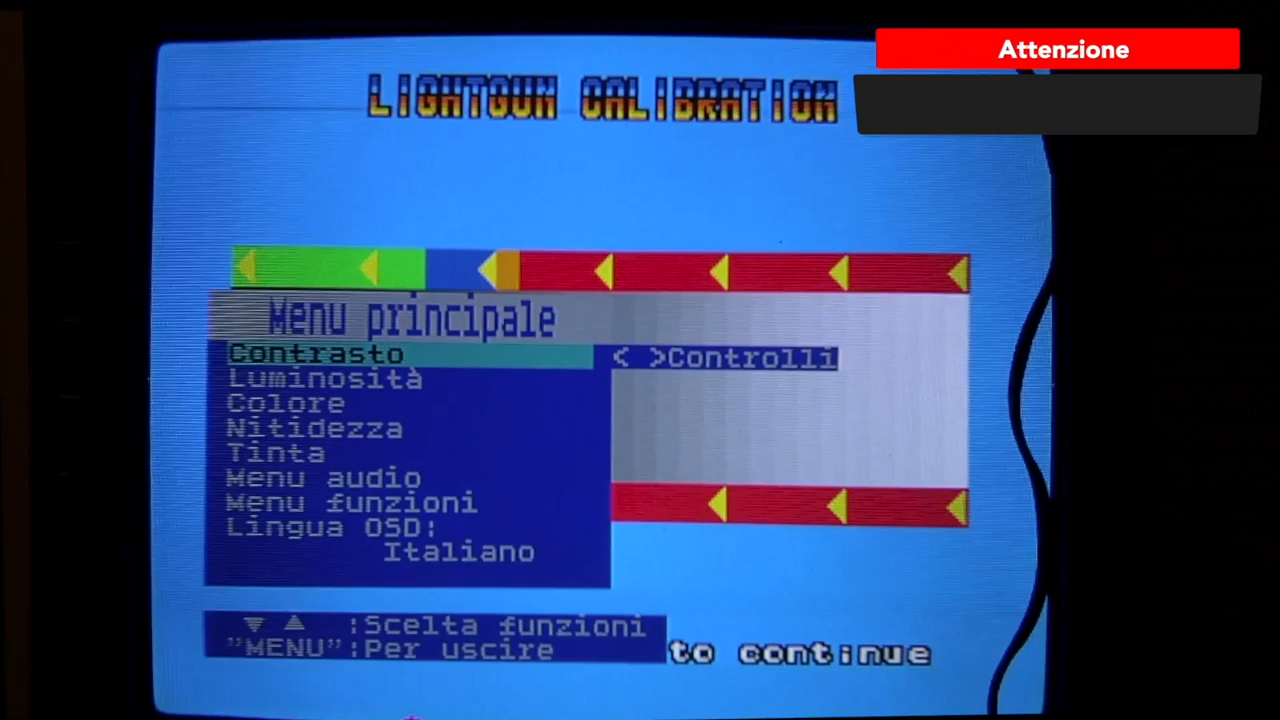 Attenzione
LIGHTGUN CALIBRATION
Menu principale
Contrasto
< >Controlli
Luminosità
Colore
Nitidezza
Tinta
Menu audio
Menu funzioni
Lingua OSD:
Italiano
▼ ▲ :Scelta funzioni
"MENU":Per uscire
to continue